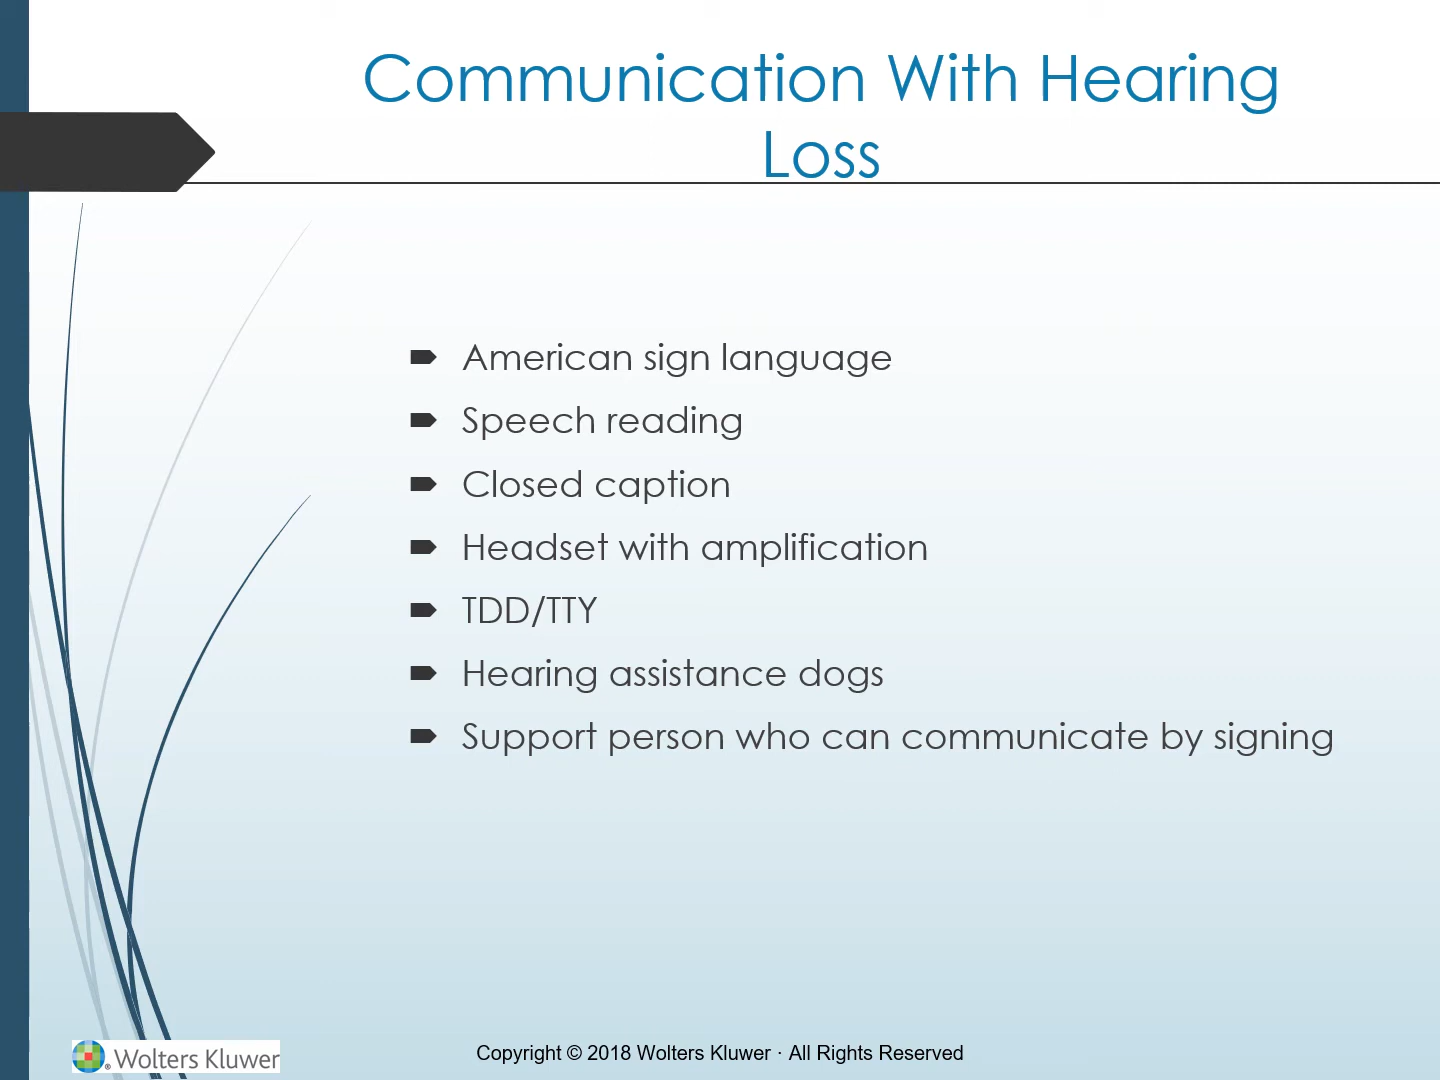 Communication With Hearing
Loss
American sign language
Speech reading
Closed caption
Headset with amplification
TDD/TTY
Hearing assistance dogs
Support person who can communicate by signing
Wolters Kluwer
Copyright © 2018 Wolters Kluwer · All Rights Reserved